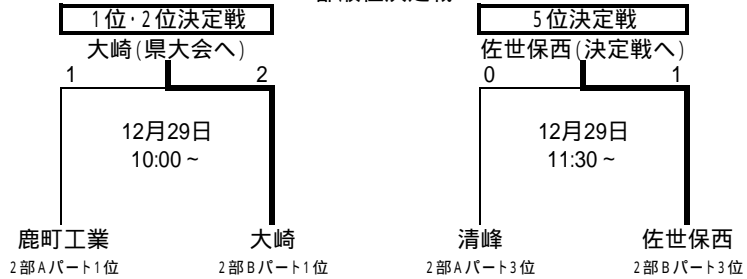 1位・2位決定戦
大崎(県大会へ)
1 2
12月29日
10:00 ~
鹿町工業 大崎
2部Aパート1位 2部Bパート1位
5位決定戦
佐世保西(決定戦へ)
0 1
12月29日
11:30 ~
清峰 佐世保西
2部Aパート3位 2部Bパート3位